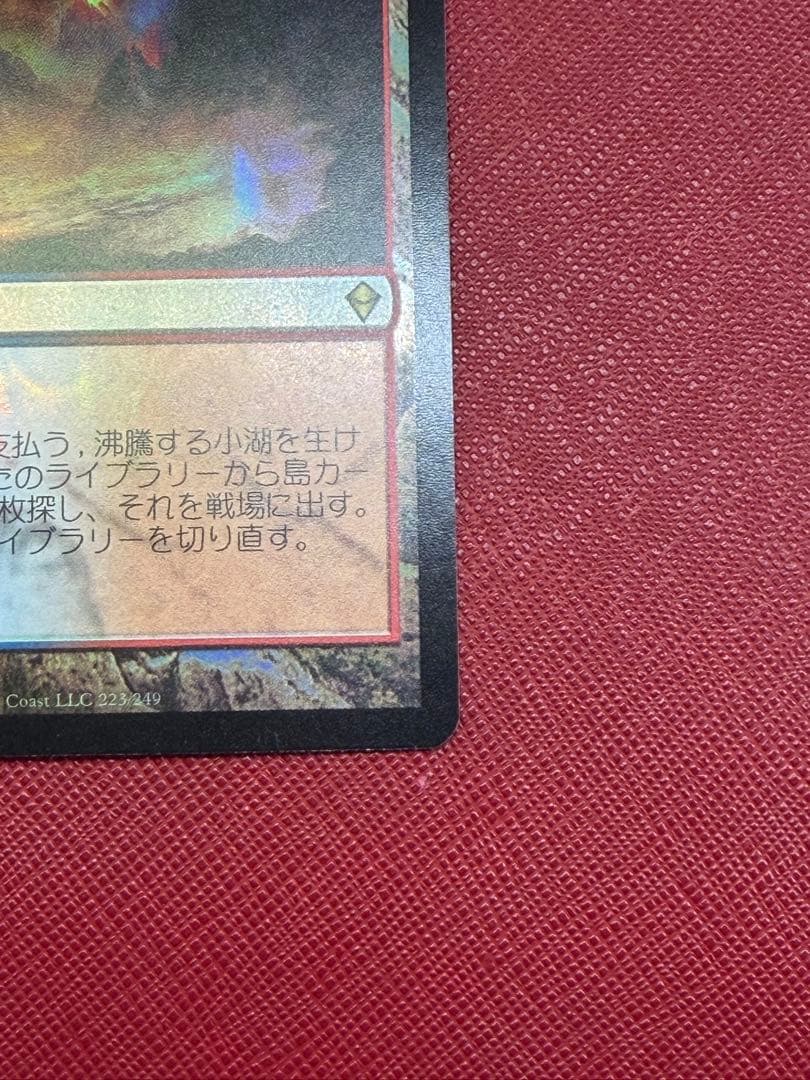 支払う , 沸騰する小湖を生け
たのライブラリーから島カー
枚探し、それを戦場に出す。
イブラリーを切り直す。
Coast LLC 223/249